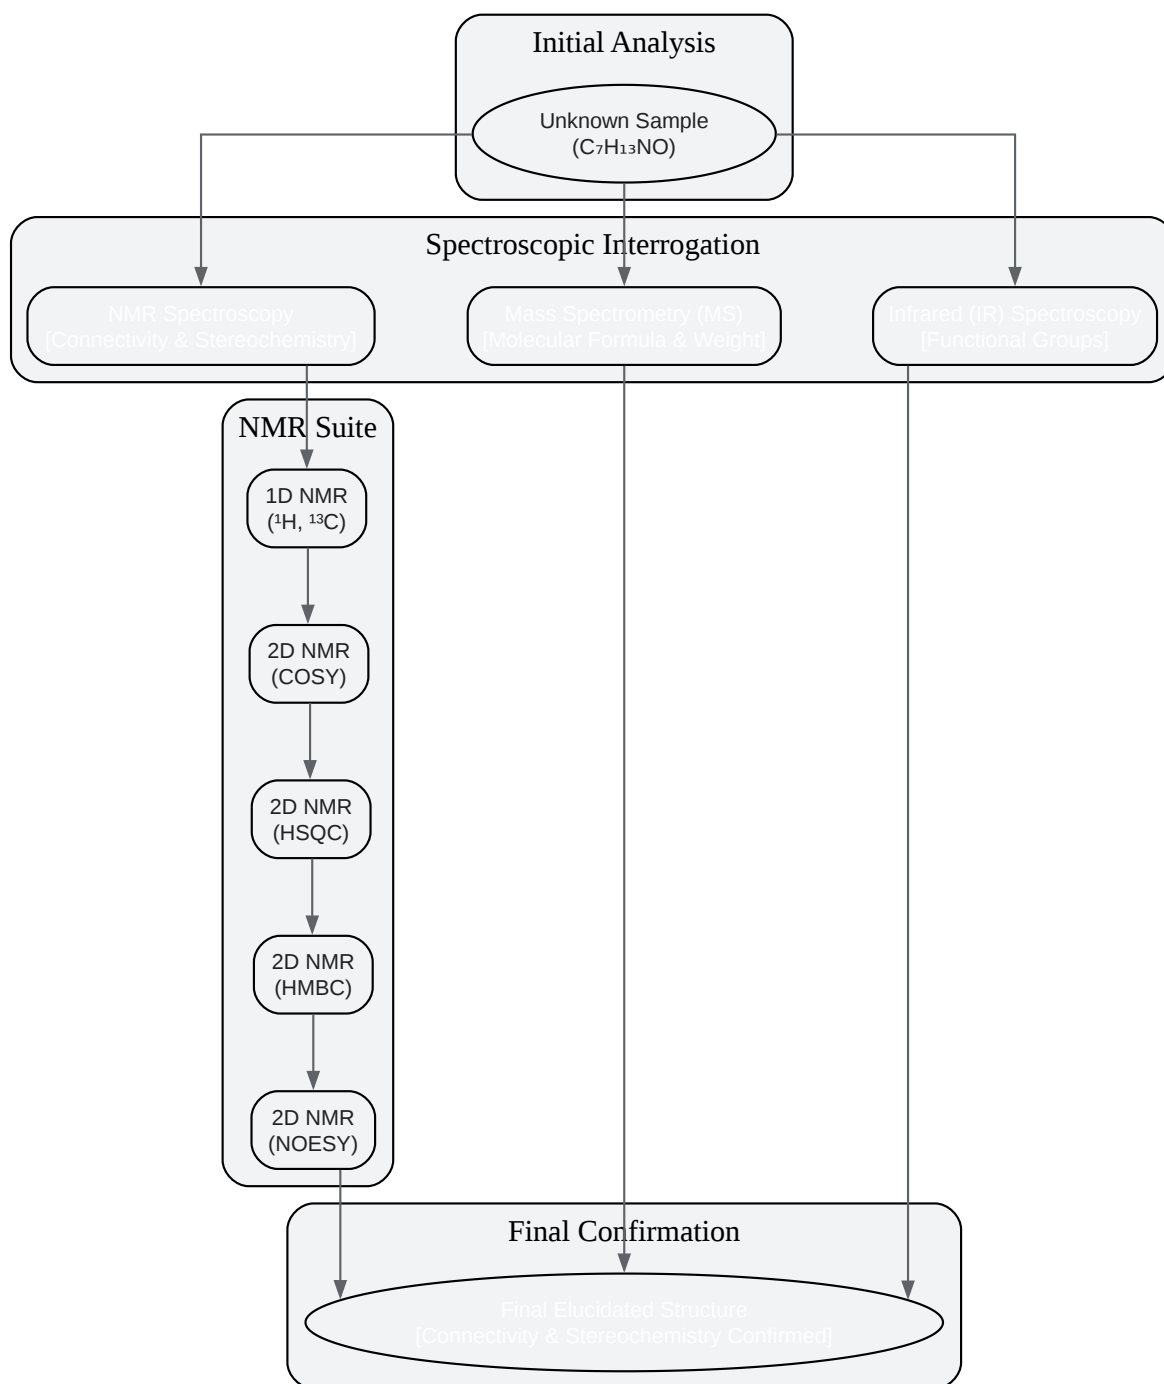 Initial Analysis
Unknown Sample
(C₇H₁₃NO)
Spectroscopic Interrogation
NMR Spectroscopy
[Connectivity & Stereochemistry]
Mass Spectrometry (MS)
[Molecular Formula & Weight]
Infrared (IR) Spectroscopy
[Functional Groups]
NMR Suite
1D NMR
(¹H, ¹³C)
2D NMR
(COSY)
2D NMR
(HSQC)
2D NMR
(HMBC)
2D NMR
(NOESY)
Final Confirmation
Final Elucidated Structure
[Connectivity & Stereochemistry Confirmed]